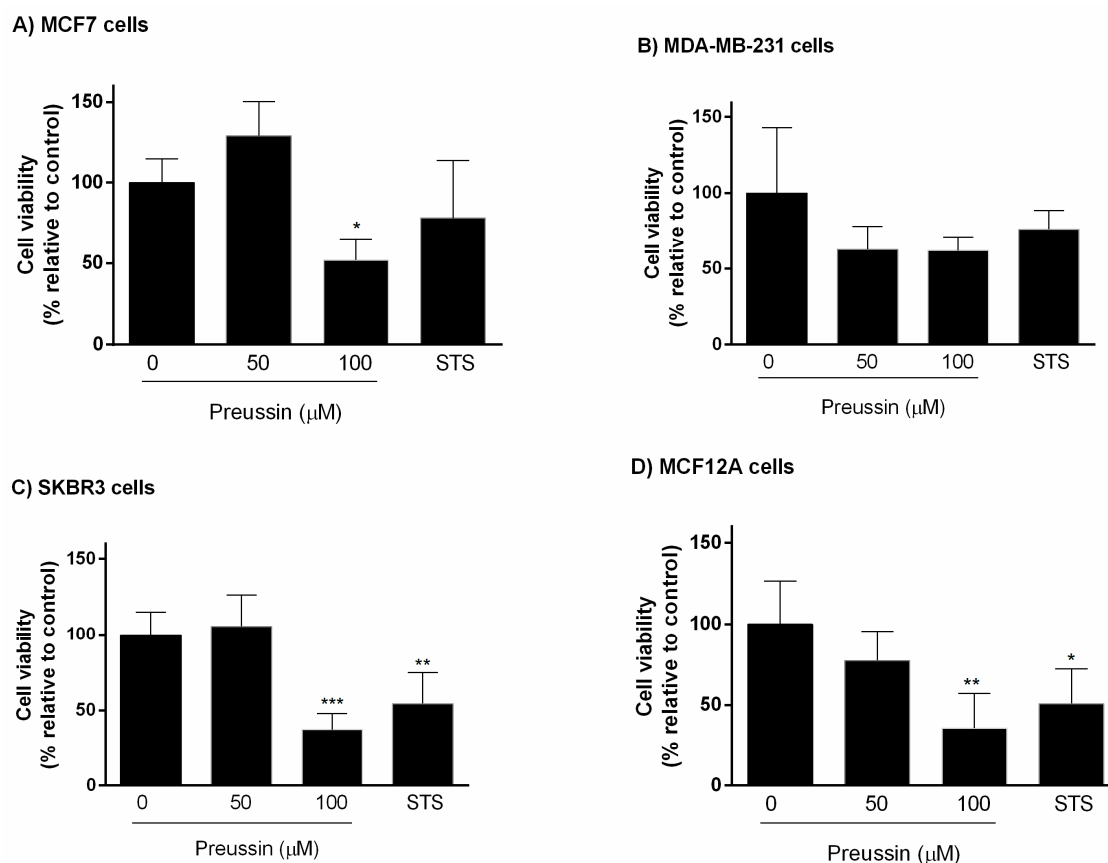 A) MCF7 cells
Cell viability
(% relative to control)
150
100
50
0
*
0 50 100 STS
Preussin (μM)
B) MDA-MB-231 cells
Cell viability
(% relative to control)
150
100
50
0
0 50 100 STS
Preussin (μM)
C) SKBR3 cells
Cell viability
(% relative to control)
150
100
50
0
***
**
0 50 100 STS
Preussin (μM)
D) MCF12A cells
Cell viability
(% relative to control)
150
100
50
0
**
*
0 50 100 STS
Preussin (μM)